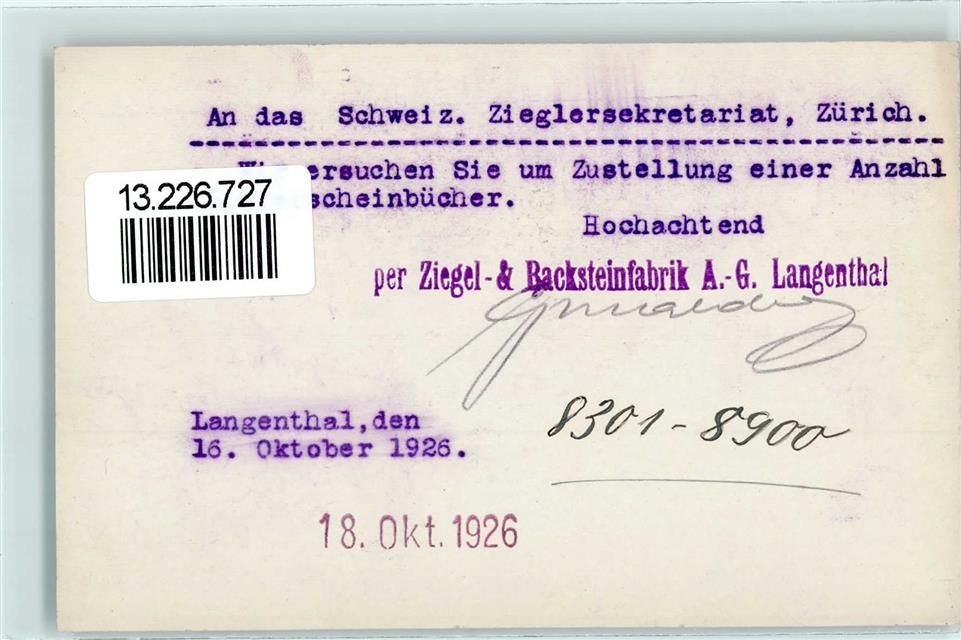 An das Schweiz. Zieglersekretariat, Zürich.
ersuchen Sie um Zustellung einer Anzahl
scheinbücher.
Hochachtend
per Ziegel- & Backsteinfabrik A.-G. Langenthal
13.226.727
Langenthal, den
16. Oktober 1926.
8301 - 8900
18. Okt. 1926